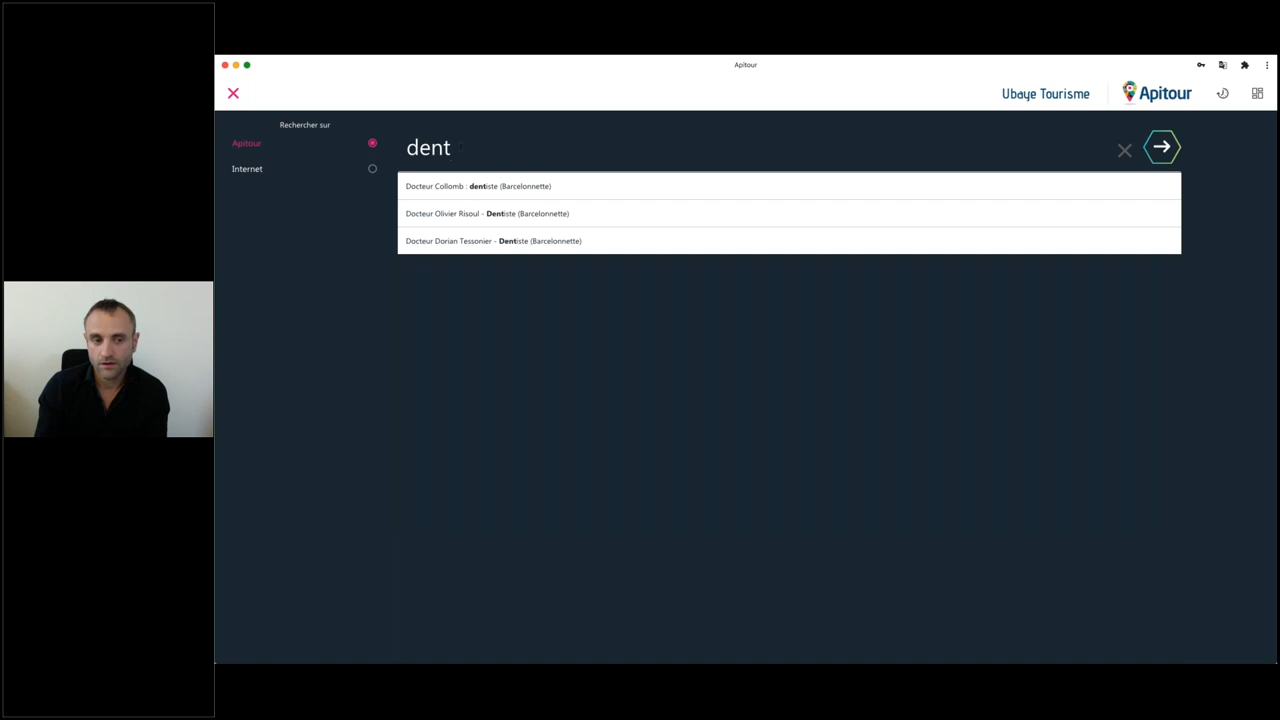 Apitour
Ubaye Tourisme
Apitour
Rechercher sur
Apitour
Internet
dent
Docteur Collomb : dentiste (Barcelonnette)
Docteur Olivier Risoul - Dentiste (Barcelonnette)
Docteur Dorian Tessonier - Dentiste (Barcelonnette)